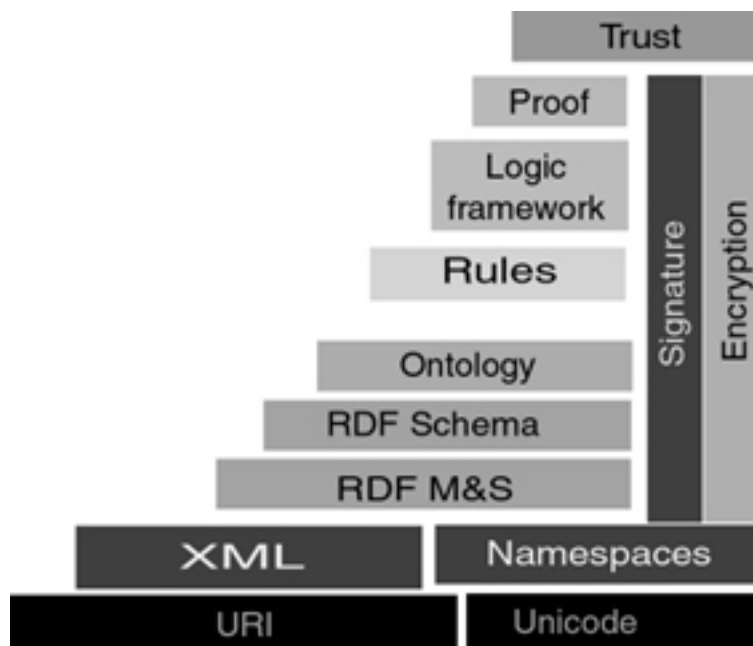 Trust
Proof
Logic
framework
Rules
Ontology
RDF Schema
RDF M&S
Signature
Encryption
XML
Namespaces
URI
Unicode